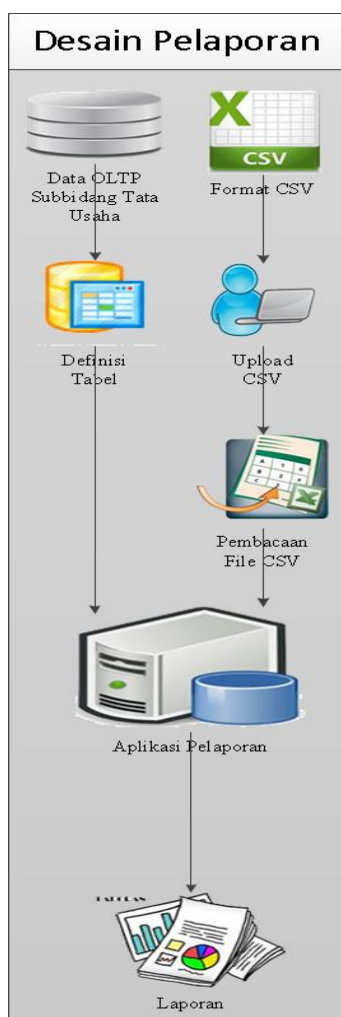 Desain Pelaporan
Data OLTP
Subbidang Tata
Usaha
X
CSV
Format CSV
Definisi
Tabel
Upload
CSV
Pembacaan
File CSV
Aplikasi Pelaporan
Laporan